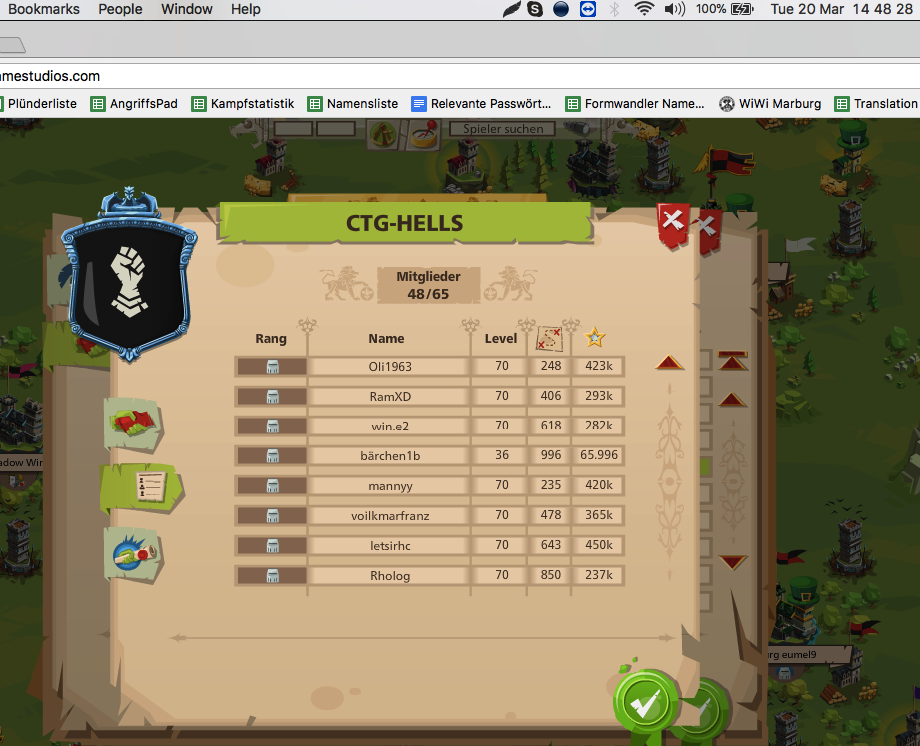 Bookmarks People Window Help 100% Tue 20 Mar 14 48 28
amestudios.com
Plünderliste AngriffsPad Kampfstatistik Namensliste Relevante Passwört... Formwandler Name... WiWi Marburg Translation
Spieler suchen
CTG-HELLS
Mitglieder
48/65
Rang Name Level
Oli1963 70 248 423k
RamXD 70 406 293k
win.e2 70 618 282k
bärchen1b 36 996 65.996
mannyy 70 235 420k
voilkmarfranz 70 478 365k
letsirhc 70 643 450k
Rholog 70 850 237k
adow Win
rg eumel9